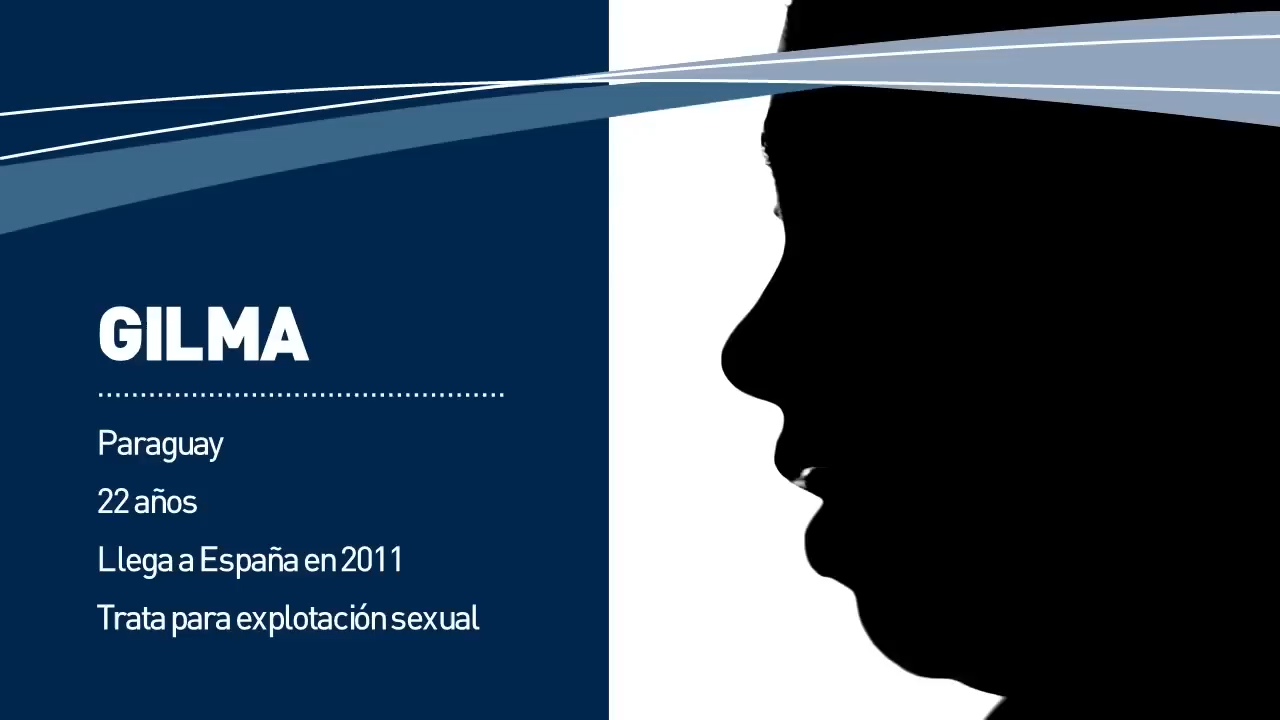 GILMA
Paraguay
22 años
Llega a España en 2011
Trata para explotación sexual